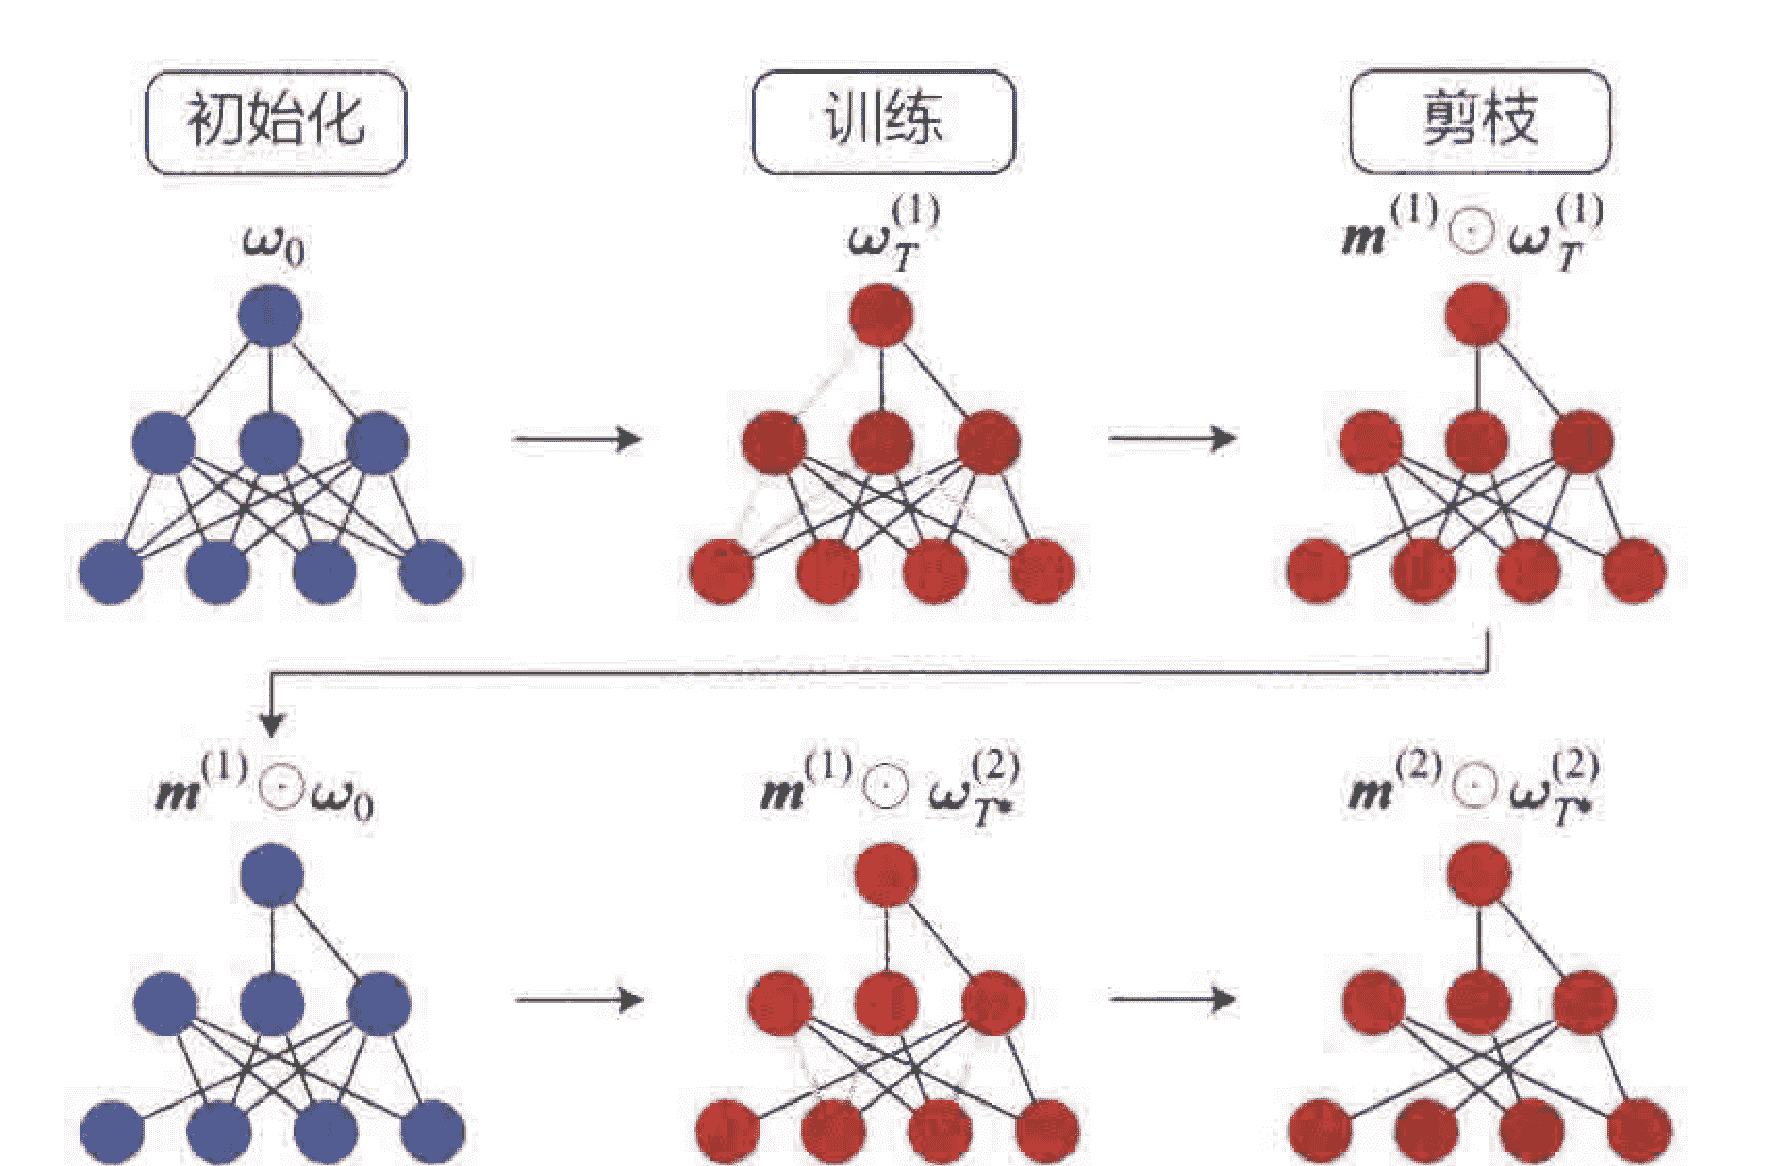 初始化
训练
剪枝
ω₀
ω_T^(1)
m^(1) ⊙ ω_T^(1)
m^(1) ⊙ ω₀
m^(1) ⊙ ω_T*^(2)
m^(2) ⊙ ω_T*^(2)